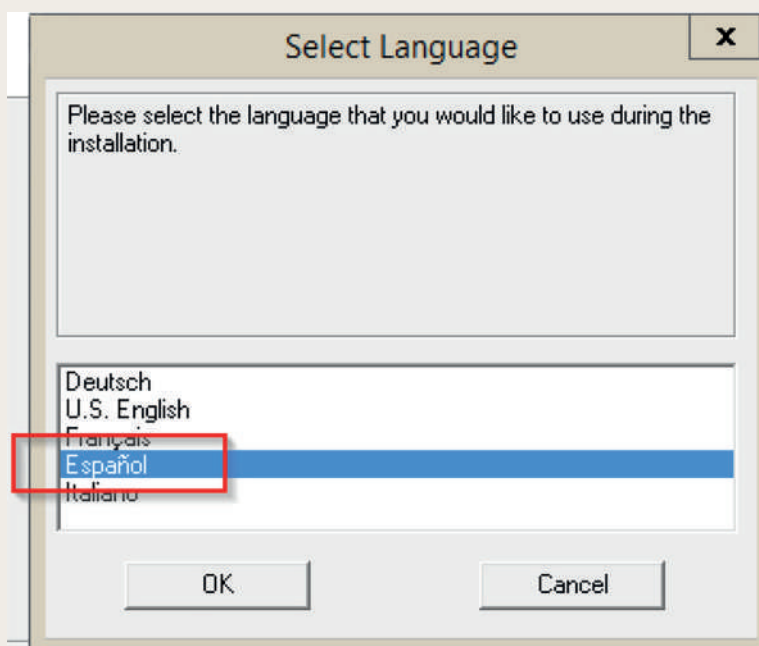 Select Language
x
Please select the language that you would like to use during the
installation.
Deutsch
U.S. English
Français
Español
Italiano
OK
Cancel